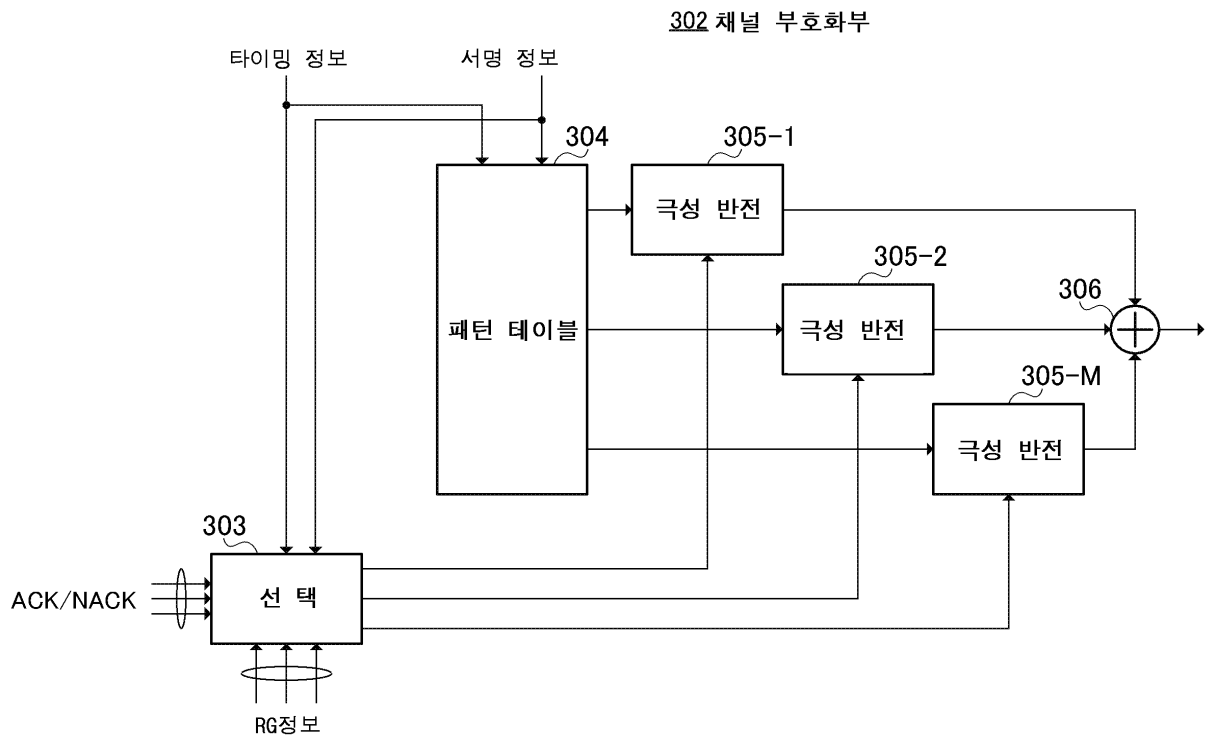 302 채널 부호화부
타이밍 정보
서명 정보
304
305-1
극성 반전
305-2
306
패턴 테이블
극성 반전
305-M
극성 반전
303
ACK/NACK
선 택
RG정보